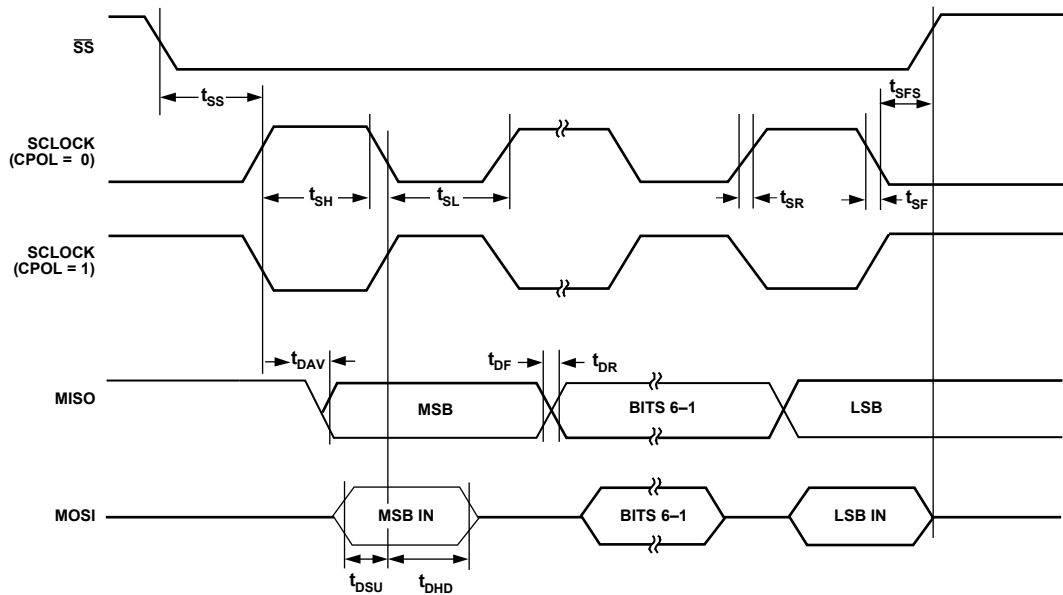 SS
tSS
tSFS
SCLOCK
(CPOL = 0)
tSH
tSL
tSR
tSF
SCLOCK
(CPOL = 1)
tDAV
tDF
tDR
MISO
MSB
BITS 6–1
LSB
MOSI
MSB IN
BITS 6–1
LSB IN
tDSU
tDHD